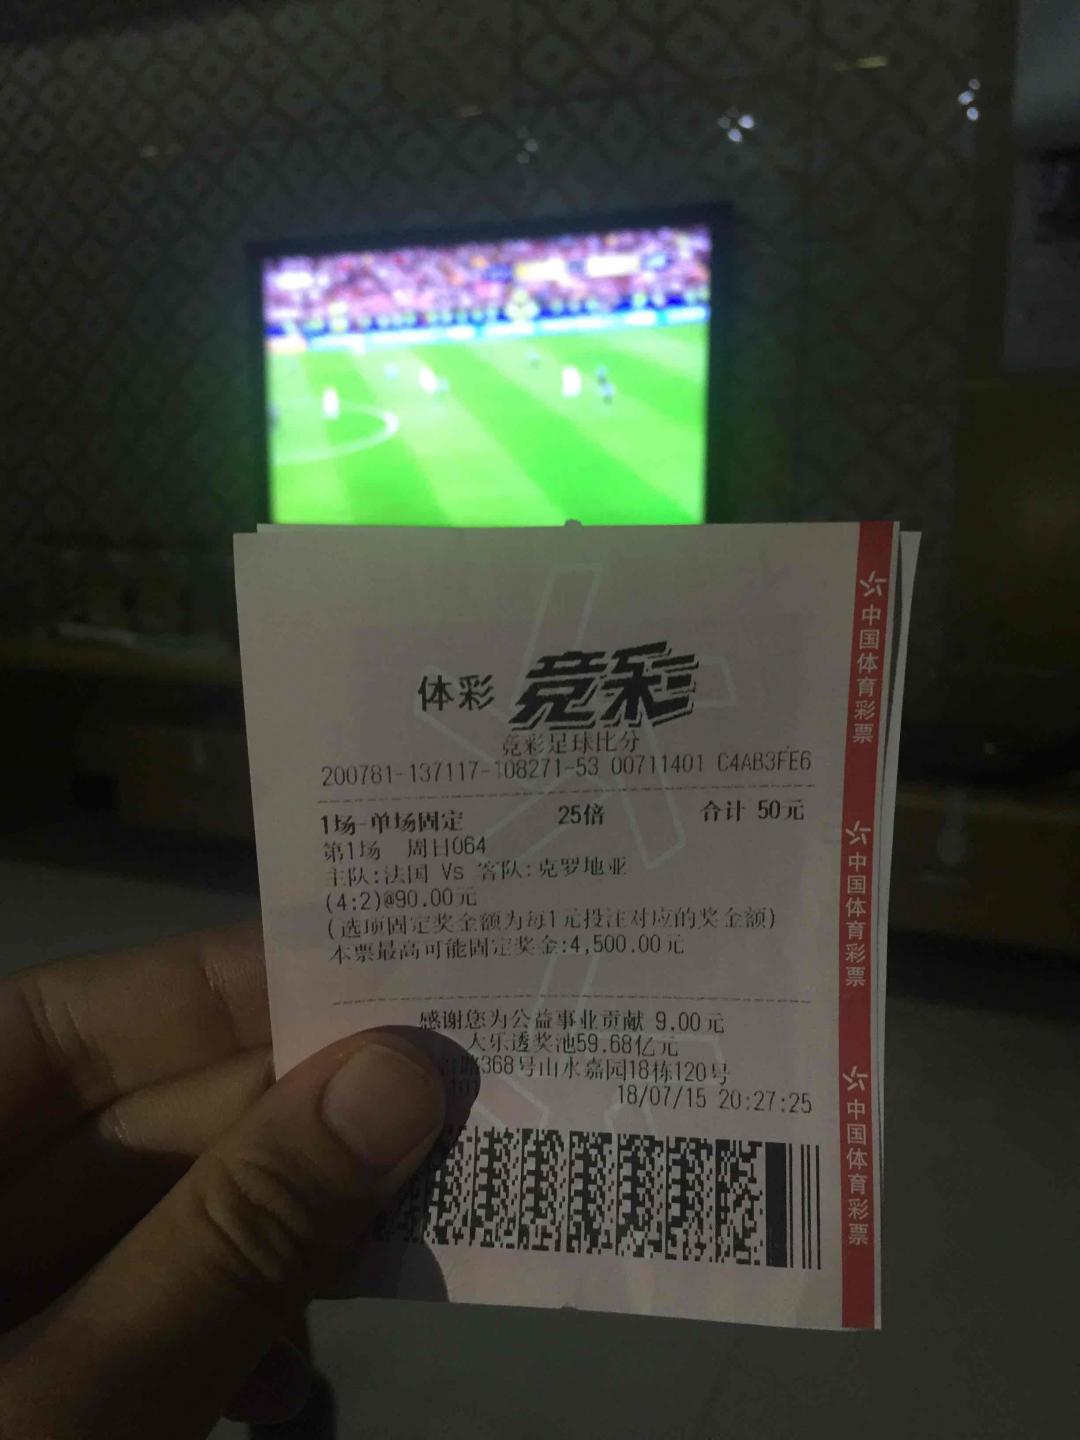 体彩 竞彩
竞彩足球比分
200781-137117-108271-53 00711401 C4AB3FE6
1场-单场固定 25倍 合计 50元
第1场 周日064
主队:法国 Vs 客队:克罗地亚
(4:2)@90.00元
(选项固定奖金额为每1元投注对应的奖金额)
本票最高可能固定奖金:4,500.00元
感谢您为公益事业贡献 9.00元
大乐透奖池59.68亿元
路368号山水嘉园18栋120号
18/07/15 20:27:25
中国体育彩票
中国体育彩票
中国体育彩票